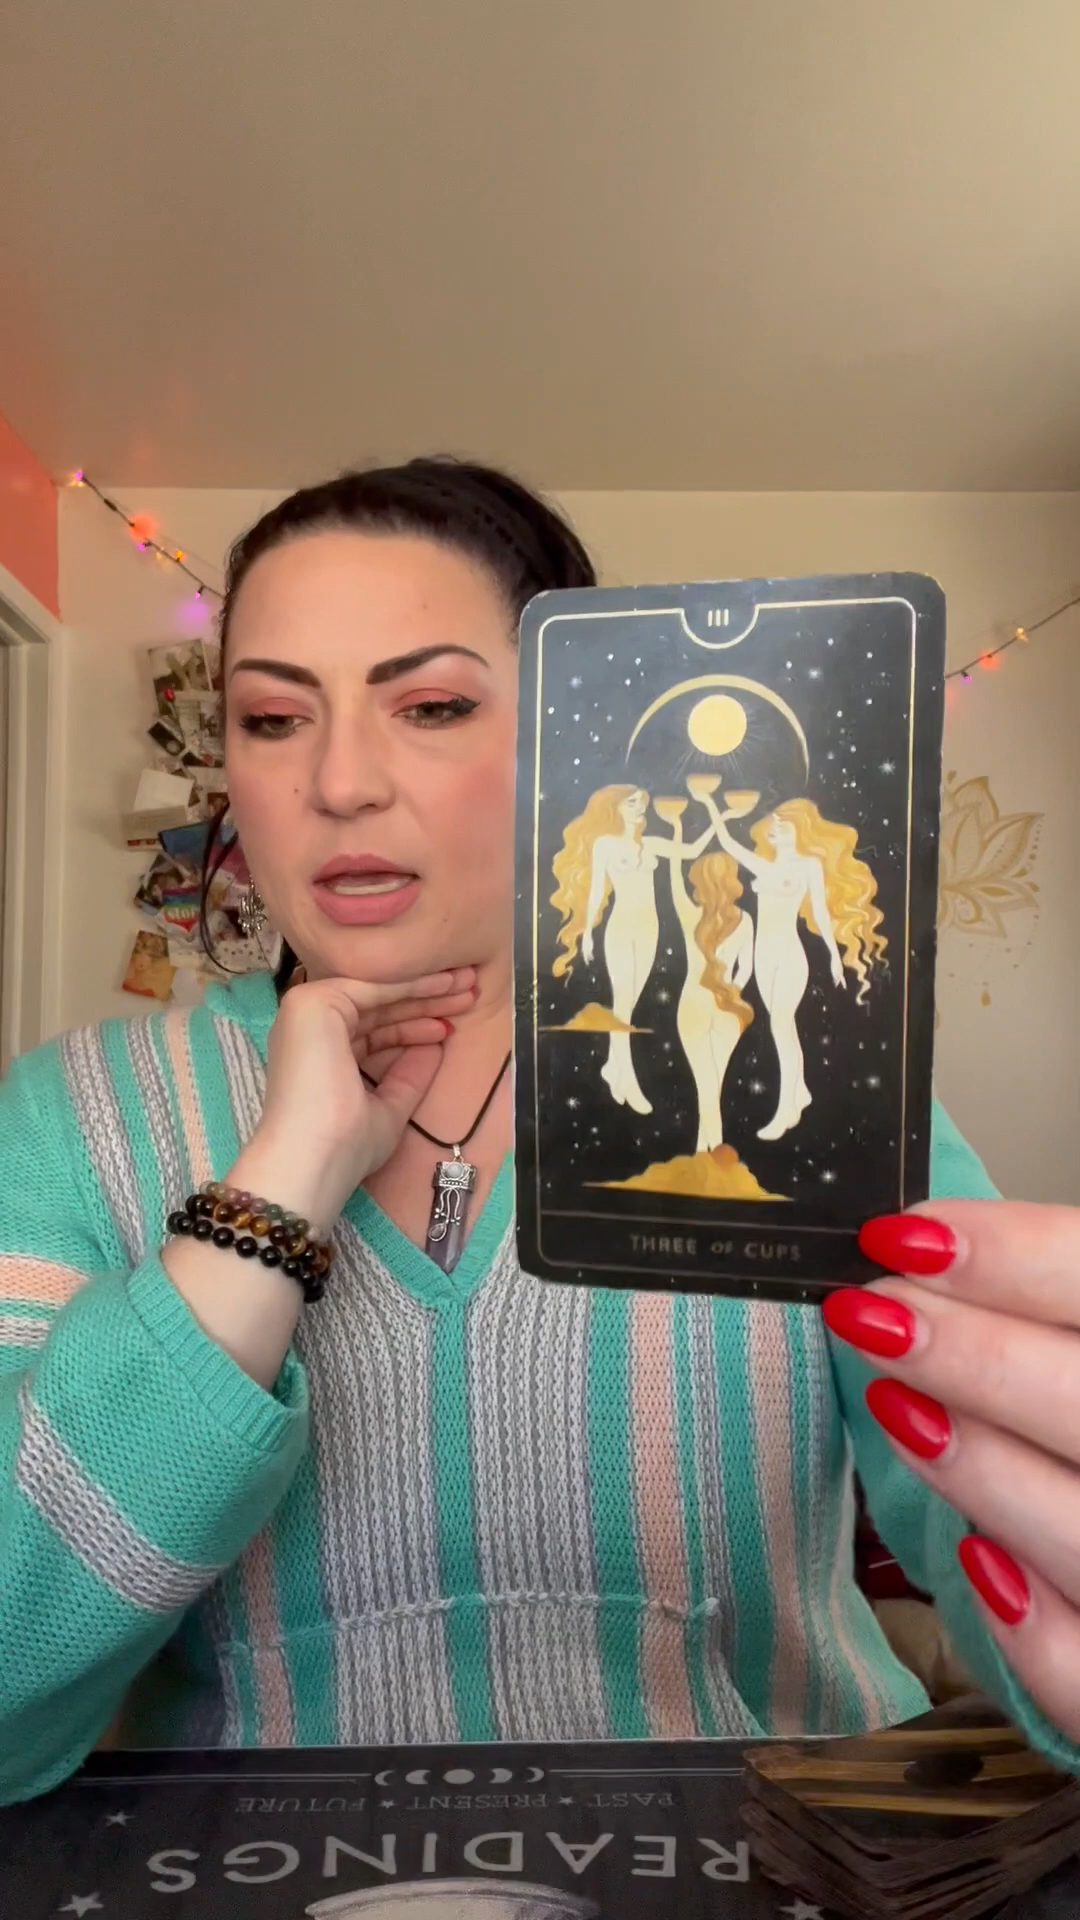 III
THREE OF CUPS
PAST ★ PRESENT ★ FUTURE
READINGS